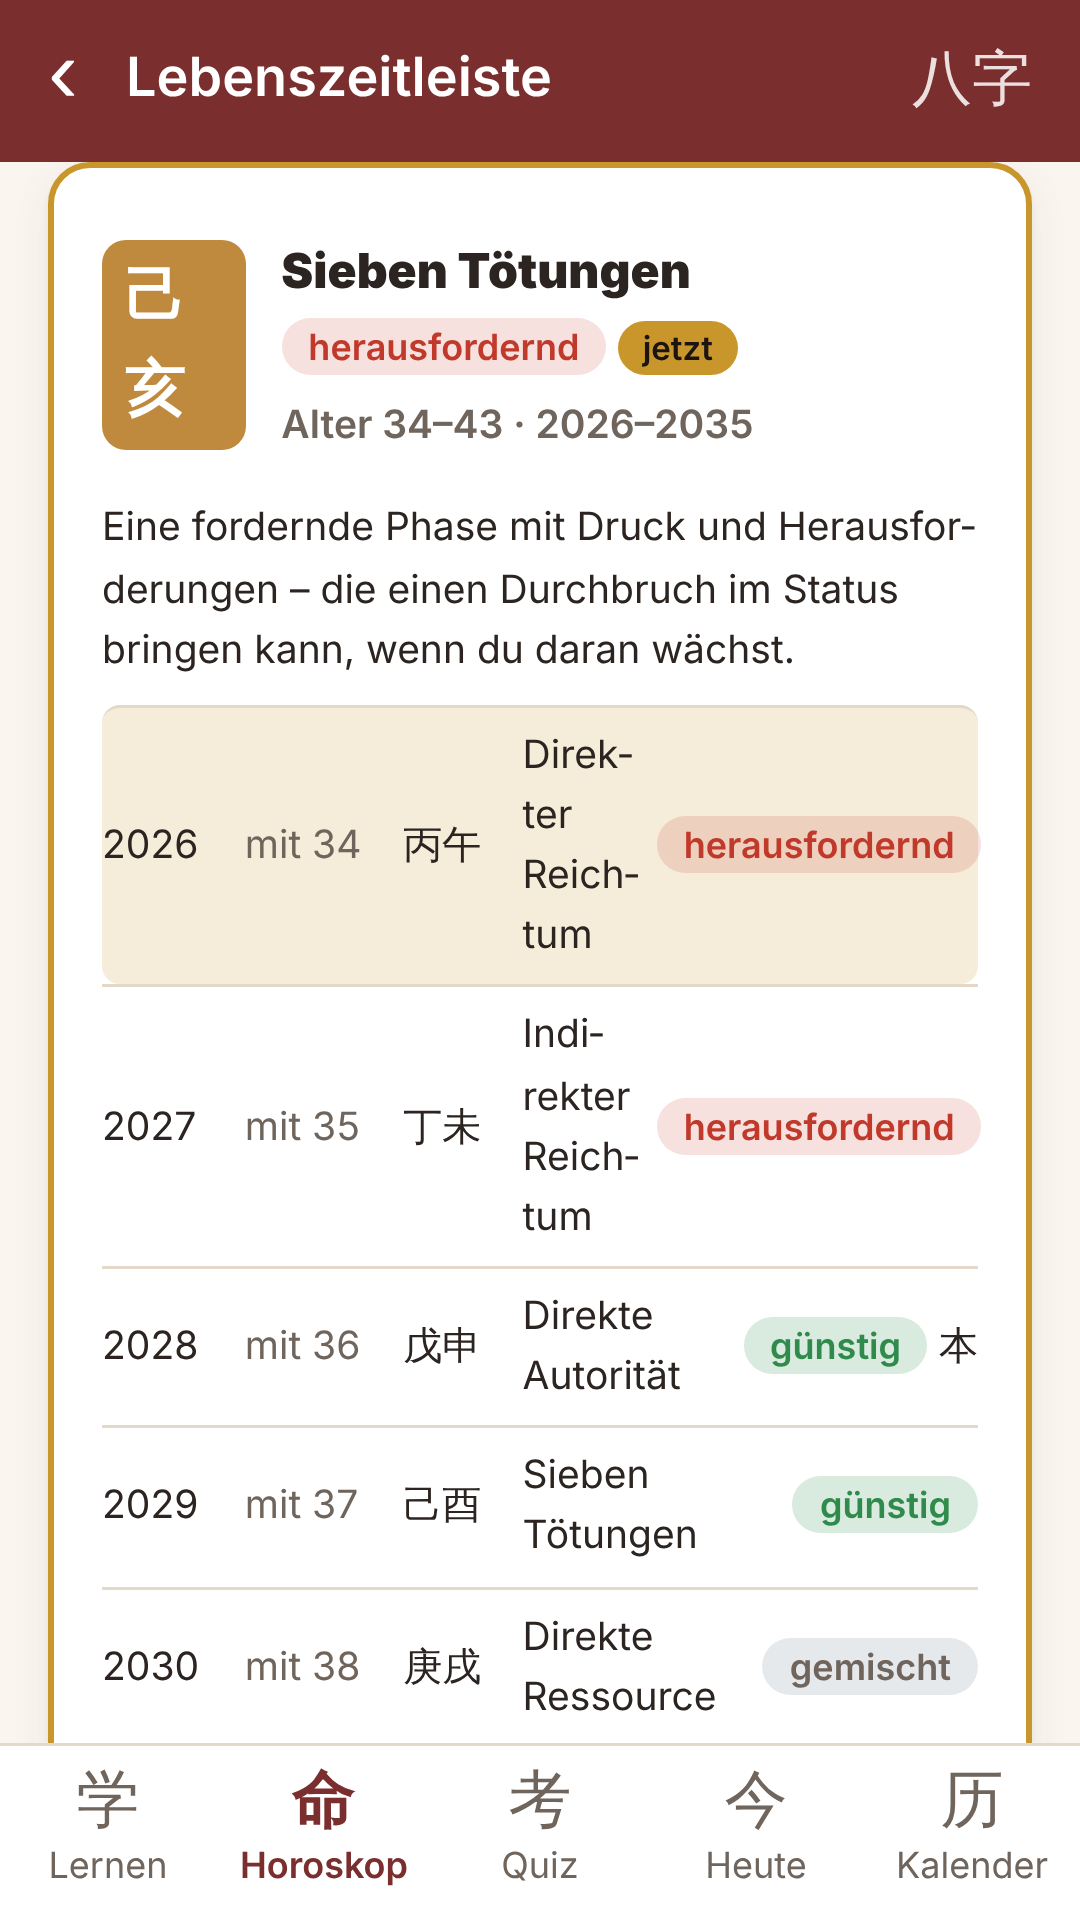 Lebenszeitleiste
八字
己
亥
Sieben Tötungen
herausfordernd jetzt
Alter 34–43 · 2026–2035
Eine fordernde Phase mit Druck und Herausfor-
derungen – die einen Durchbruch im Status
bringen kann, wenn du daran wächst.
2026 mit 34 丙午 Direk-
ter
Reich-
tum
herausfordernd
2027 mit 35 丁未 Indi-
rekter
Reich-
tum
herausfordernd
2028 mit 36 戊申 Direkte
Autorität
günstig 本
2029 mit 37 己酉 Sieben
Tötungen
günstig
2030 mit 38 庚戌 Direkte
Ressource
gemischt
学 命 考 今 历
Lernen Horoskop Quiz Heute Kalender